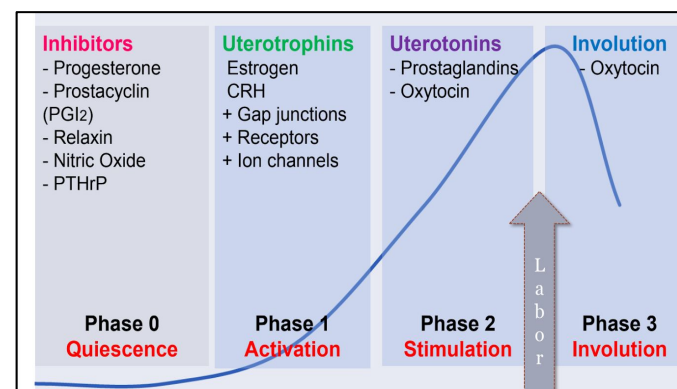 Inhibitors
- Progesterone
- Prostacyclin
(PGI2)
- Relaxin
- Nitric Oxide
- PTHrP
Phase 0
Quiescence
Uterotrophins
Estrogen
CRH
+ Gap junctions
+ Receptors
+ Ion channels
Phase 1
Activation
Uterotonins
- Prostaglandins
- Oxytocin
Phase 2
Stimulation
Labor
Involution
- Oxytocin
Phase 3
Involution